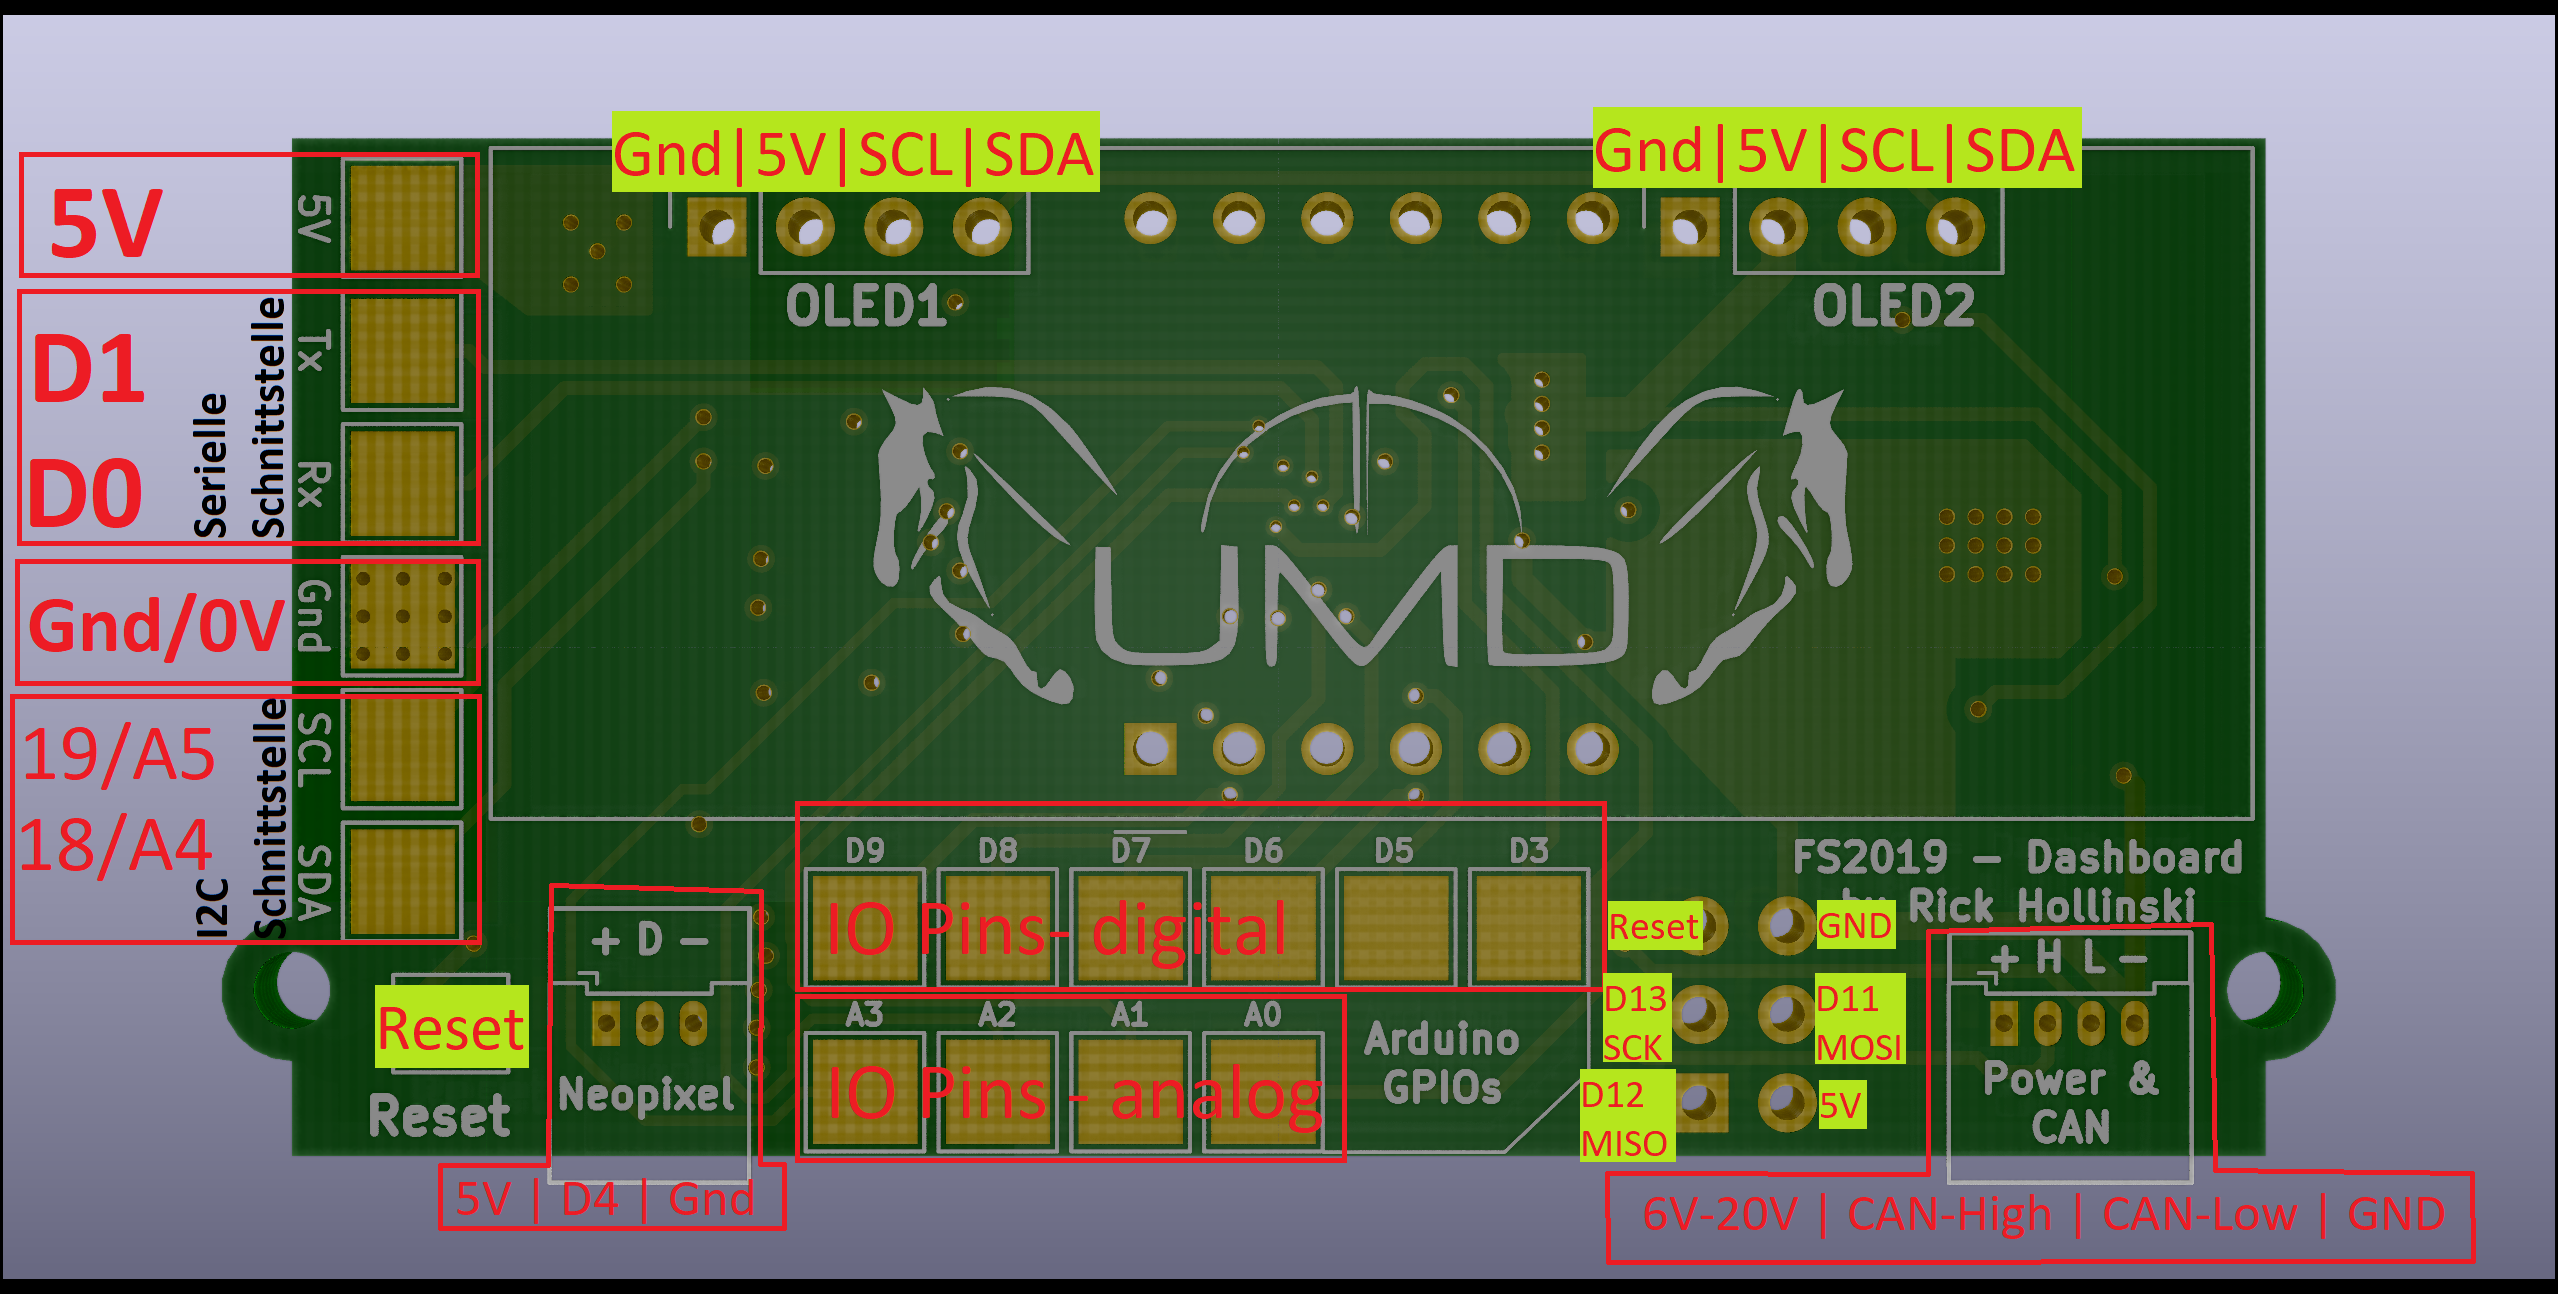 Gnd|5V|SCL|SDA
Gnd|5V|SCL|SDA
OLED1
OLED2
5V
5V
D1
D0
Serielle
Schnittstelle
Tx
Rx
Gnd/0V
Gnd
19/A5
18/A4
I2C
Schnittstelle
SCL
SDA
UMD
D9 D8 D7 D6 D5 D3
IO Pins- digital
A3 A2 A1 A0
IO Pins - analog
Arduino
GPIOs
FS2019 - Dashboard
by Rick Hollinski
Reset
GND
D13
SCK
D11
MOSI
D12
MISO
5V
+ H L -
Power &
CAN
6V-20V | CAN-High | CAN-Low | GND
Reset
Reset
+ D -
Neopixel
5V | D4 | Gnd